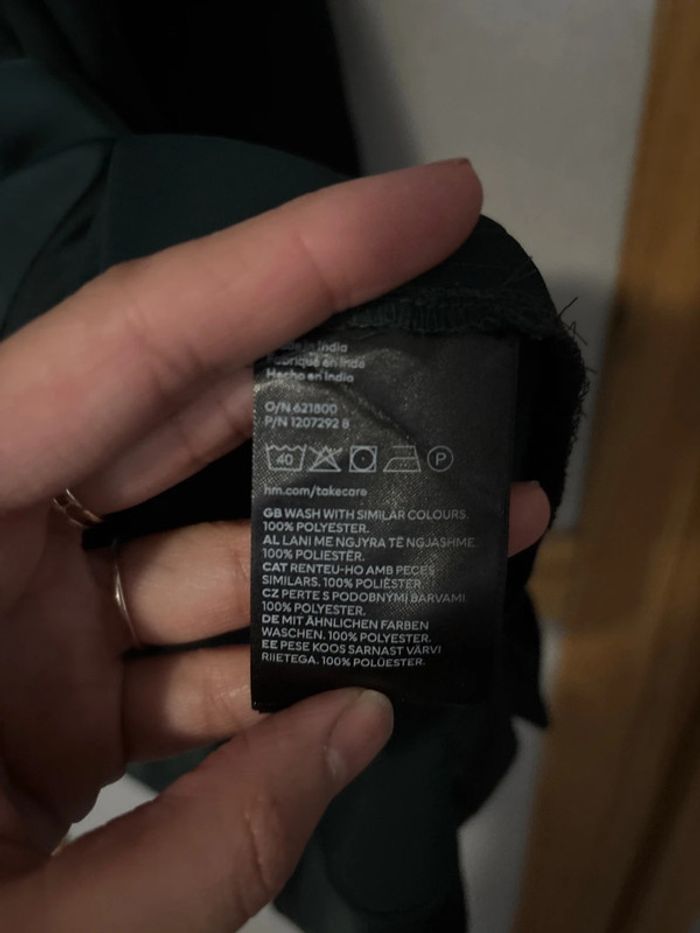 Made in India
Fabriqué en Inde
Hecho en India
O/N 621800
P/N 1207292 8
40 P
hm.com/takecare
GB WASH WITH SIMILAR COLOURS.
100% POLYESTER.
AL LANI ME NGJYRA TË NGJASHME.
100% POLIESTËR.
CAT RENTEU-HO AMB PECES
SIMILARS. 100% POLIÈSTER
CZ PERTE S PODOBNÝMI BARVAMI.
100% POLYESTER.
DE MIT ÄHNLICHEN FARBEN
WASCHEN. 100% POLYESTER.
EE PESE KOOS SARNAST VÄRVI
RIIETEGA. 100% POLÜESTER.